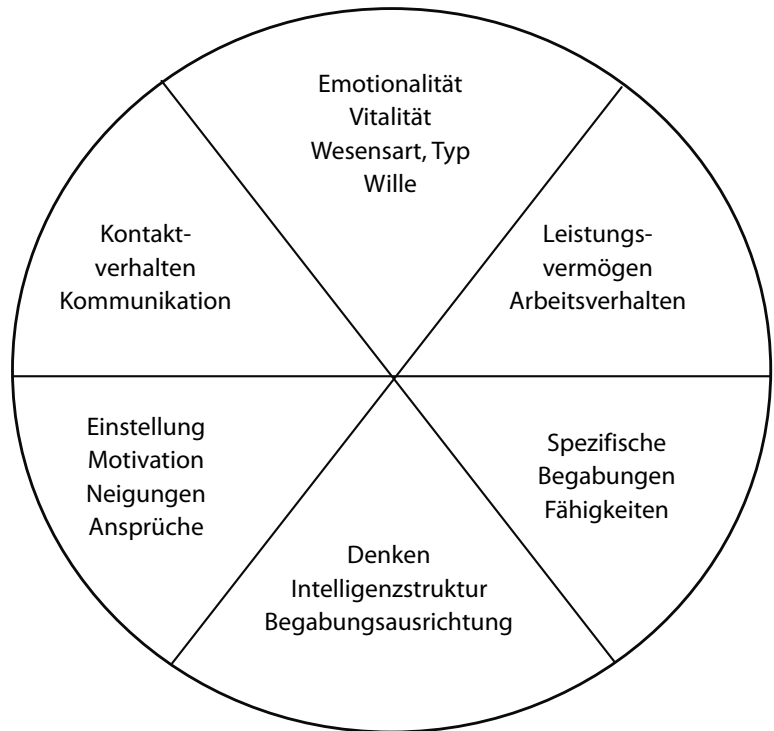 Emotionalität
Vitalität
Wesensart, Typ
Wille
Leistungs-
vermögen
Arbeitsverhalten
Spezifische
Begabungen
Fähigkeiten
Denken
Intelligenzstruktur
Begabungsausrichtung
Einstellung
Motivation
Neigungen
Ansprüche
Kontakt-
verhalten
Kommunikation